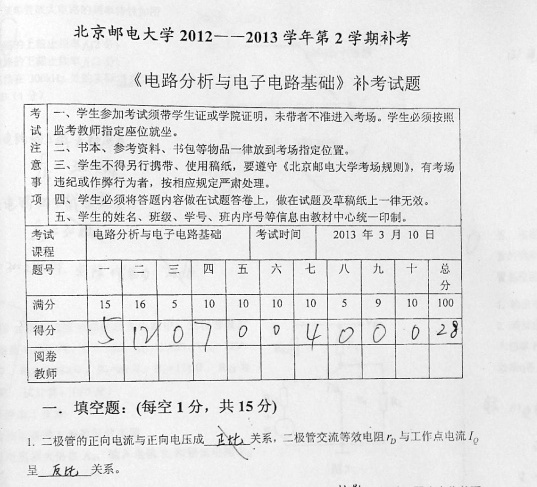 北京邮电大学 2012——2013 学年第 2 学期补考
《电路分析与电子电路基础》补考试题
考试注意事项
一、学生参加考试须带学生证或学院证明，未带者不准进入考场。学生必须按照
监考教师指定座位就坐。
二、书本、参考资料、书包等物品一律放到考场指定位置。
三、学生不得另行携带、使用稿纸，要遵守《北京邮电大学考场规则》，有考场
违纪或作弊行为者，按相应规定严肃处理。
四、学生必须将答题内容做在试题答卷上，做在试题及草稿纸上一律无效。
五、学生的姓名、班级、学号、班内序号等信息由教材中心统一印制。
考试课程 电路分析与电子电路基础 考试时间 2013 年 3 月 10 日
题号 一 二 三 四 五 六 七 八 九 十 总分
满分 15 16 5 10 10 10 10 5 9 10 100
得分 5 12 0 7 0 0 4 0 0 0 28
阅卷教师
一．填空题：(每空 1 分，共 15 分)
1. 二极管的正向电流与正向电压成 正比 关系，二极管交流等效电阻 r_D 与工作点电流 I_Q
呈 反比 关系。